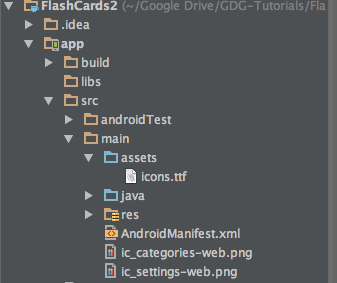 FlashCards2 (~/Google Drive/GDG-Tutorials/Fla
.idea
app
build
libs
src
androidTest
main
assets
icons.ttf
java
res
AndroidManifest.xml
ic_categories-web.png
ic_settings-web.png